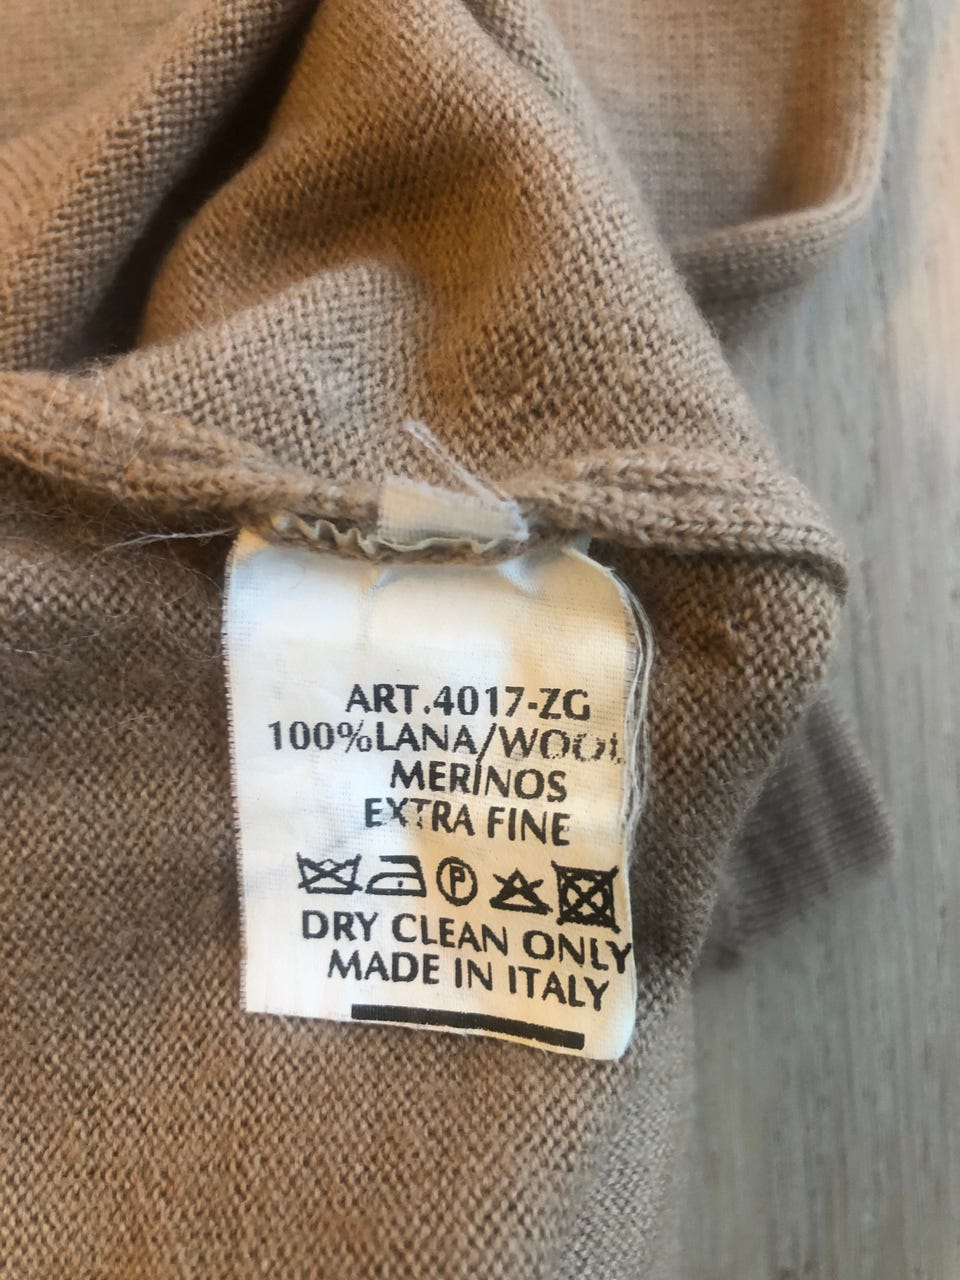 ART.4017-ZG
100%LANA/WOOL
MERINOS
EXTRA FINE
P
DRY CLEAN ONLY
MADE IN ITALY